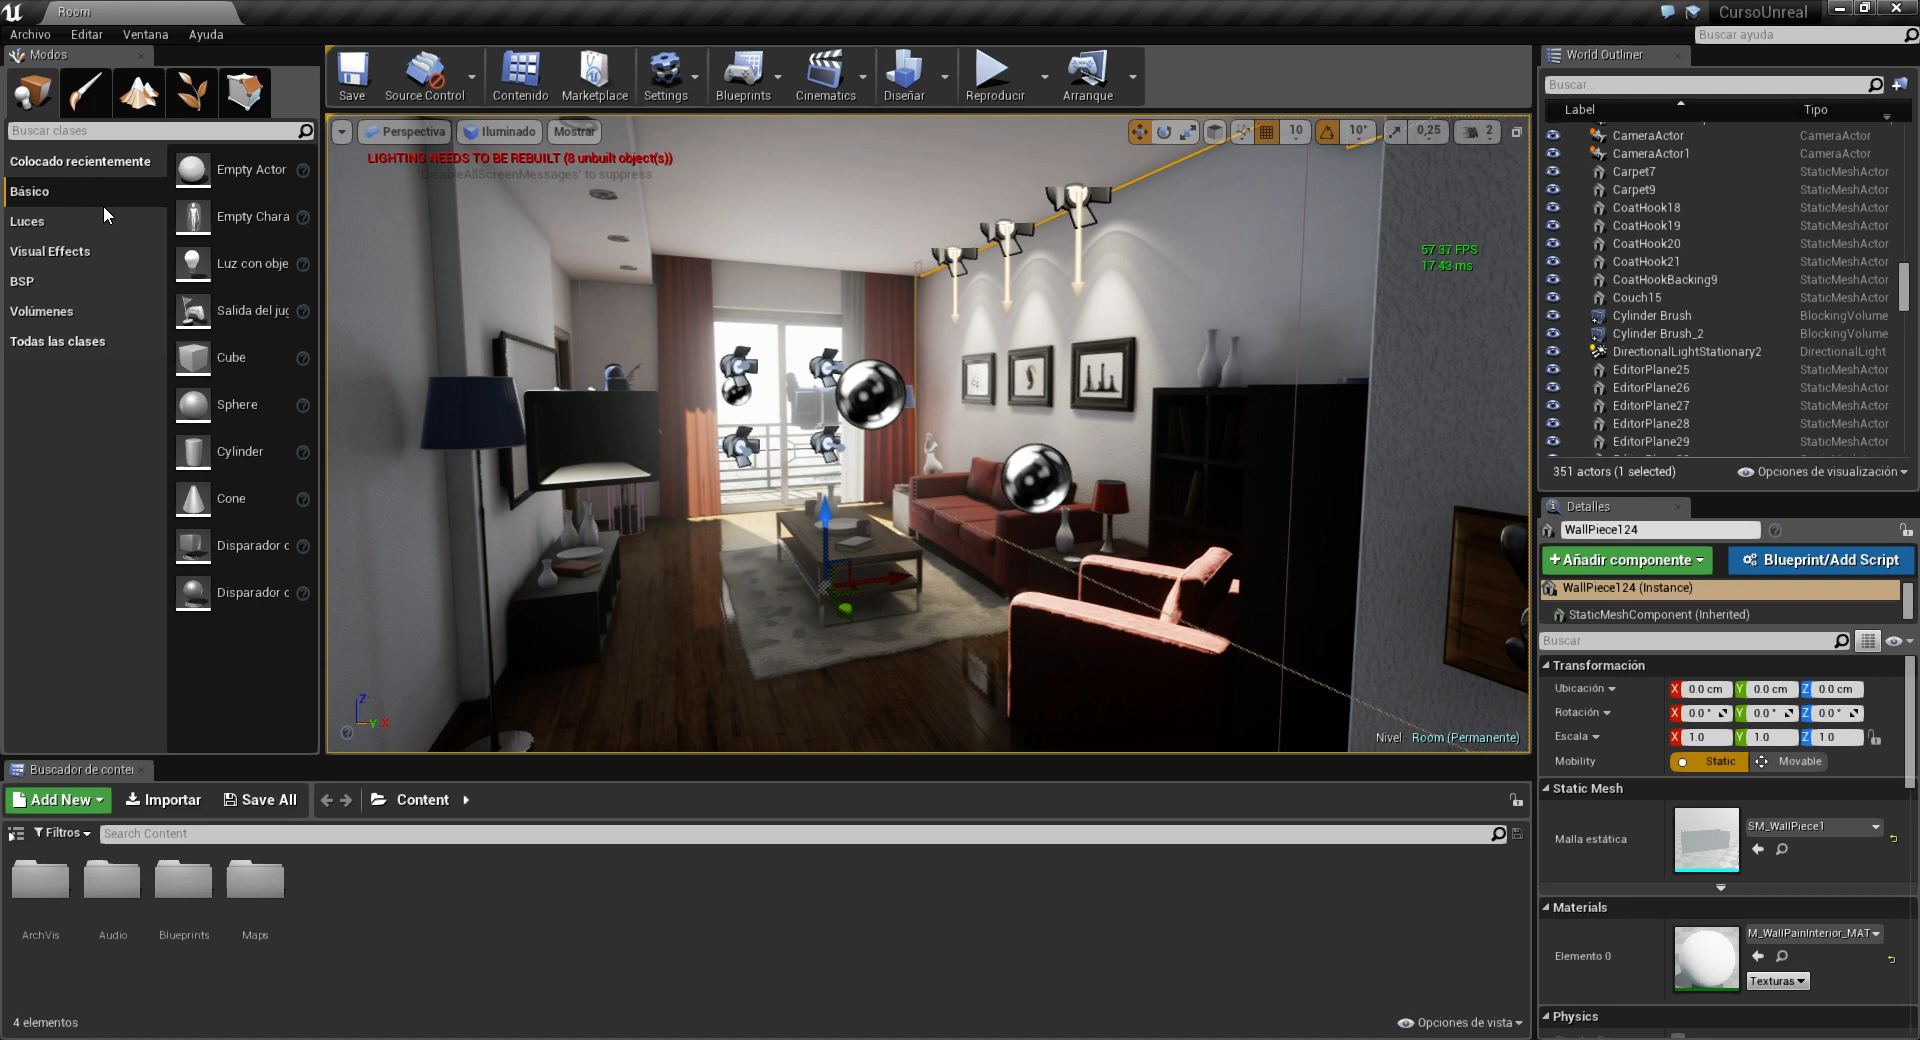 Room
CursoUnreal
Archivo Editar Ventana Ayuda
Buscar ayuda
Modos
Buscar clases
Colocado recientemente
Básico
Luces
Visual Effects
BSP
Volúmenes
Todas las clases
Empty Actor
Empty Chara
Luz con obje
Salida del jug
Cube
Sphere
Cylinder
Cone
Disparador c
Disparador c
Save
Source Control
Contenido
Marketplace
Settings
Blueprints
Cinematics
Diseñar
Reproducir
Arranque
Perspectiva
Iluminado
Mostrar
10
10°
0,25
2
LIGHTING NEEDS TO BE REBUILT (8 unbuilt object(s))
'DisableAllScreenMessages' to suppress
57.37 FPS
17.43 ms
Z
Y X
Nivel: Room (Permanente)
World Outliner
Buscar...
Label Tipo
CameraActor CameraActor
CameraActor1 CameraActor
Carpet7 StaticMeshActor
Carpet9 StaticMeshActor
CoatHook18 StaticMeshActor
CoatHook19 StaticMeshActor
CoatHook20 StaticMeshActor
CoatHook21 StaticMeshActor
CoatHookBacking9 StaticMeshActor
Couch15 StaticMeshActor
Cylinder Brush BlockingVolume
Cylinder Brush_2 BlockingVolume
DirectionalLightStationary2 DirectionalLight
EditorPlane25 StaticMeshActor
EditorPlane26 StaticMeshActor
EditorPlane27 StaticMeshActor
EditorPlane28 StaticMeshActor
EditorPlane29 StaticMeshActor
351 actors (1 selected)
Opciones de visualización
Detalles
WallPiece124
+Añadir componente
Blueprint/Add Script
WallPiece124 (Instance)
StaticMeshComponent (Inherited)
Buscar
Transformación
Ubicación X 0.0 cm Y 0.0 cm Z 0.0 cm
Rotación X 0.0 ° Y 0.0 ° Z 0.0 °
Escala X 1.0 Y 1.0 Z 1.0
Mobility Static Movable
Static Mesh
Malla estática
SM_WallPiece1
Materials
Elemento 0
M_WallPainInterior_MAT
Texturas
Physics
Buscador de conter
Add New
Importar
Save All
Content
Filtros
Search Content
ArchVis
Audio
Blueprints
Maps
4 elementos
Opciones de vista